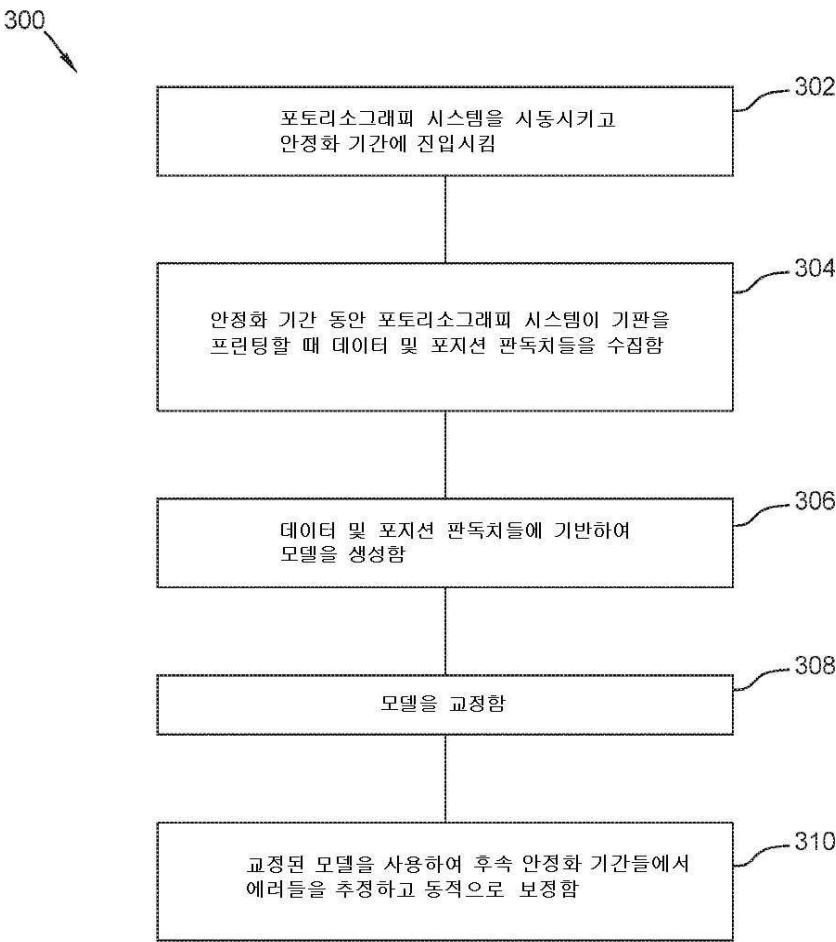 300
302
포토리소그래피 시스템을 시동시키고
안정화 기간에 진입시킴
304
안정화 기간 동안 포토리소그래피 시스템이 기판을
프린팅할 때 데이터 및 포지션 판독치들을 수집함
306
데이터 및 포지션 판독치들에 기반하여
모델을 생성함
308
모델을 교정함
310
교정된 모델을 사용하여 후속 안정화 기간들에서
에러들을 추정하고 동적으로 보정함